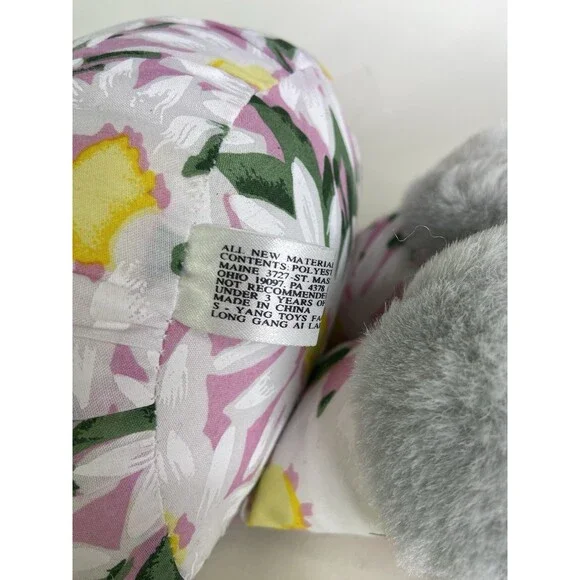 ALL NEW MATERIAL
CONTENTS: POLYEST
MAINE 3727-ST. MAS
OHIO 19097. PA 4378
NOT RECOMMENDE
UNDER 3 YEARS OF
MADE IN CHINA
S - YANG TOYS FA
LONG GANG AI LA